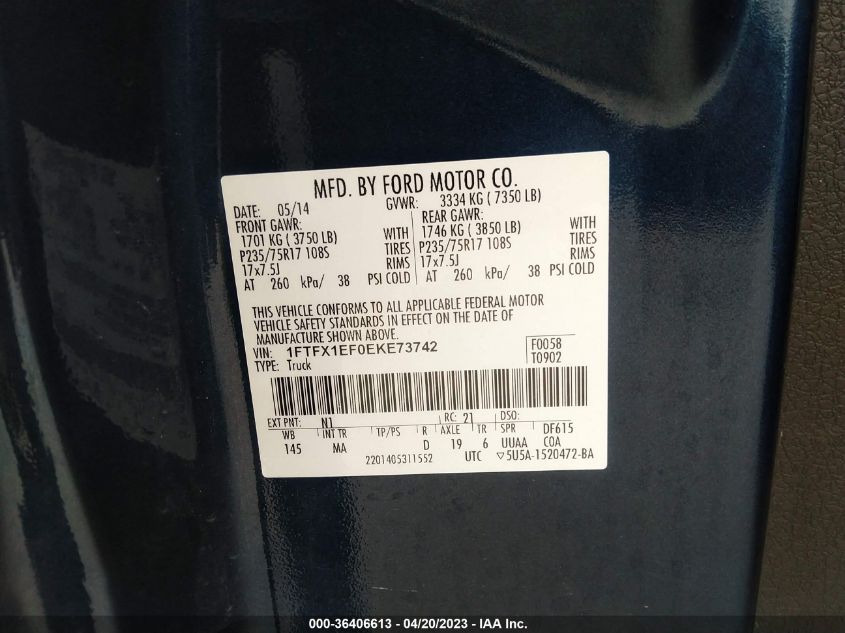 MFD. BY FORD MOTOR CO.
DATE: 05/14 GVWR: 3334 KG ( 7350 LB)
FRONT GAWR: REAR GAWR:
1701 KG ( 3750 LB) WITH 1746 KG ( 3850 LB) WITH
P235/75R17 108S TIRES P235/75R17 108S TIRES
17x7.5J RIMS 17x7.5J RIMS
AT 260 kPa/ 38 PSI COLD AT 260 kPa/ 38 PSI COLD
THIS VEHICLE CONFORMS TO ALL APPLICABLE FEDERAL MOTOR
VEHICLE SAFETY STANDARDS IN EFFECT ON THE DATE OF
MANUFACTURE SHOWN ABOVE.
VIN: 1FTFX1EF0EKE73742 F0058
TYPE: Truck T0902
EXT PNT: N1 RC: 21 DSO:
WB INT TR TP/PS R AXLE TR SPR DF615
145 MA D 19 6 UUAA COA
2201405311552 UTC ▽5U5A-1520472-BA
000-36406613 - 04/20/2023 - IAA Inc.